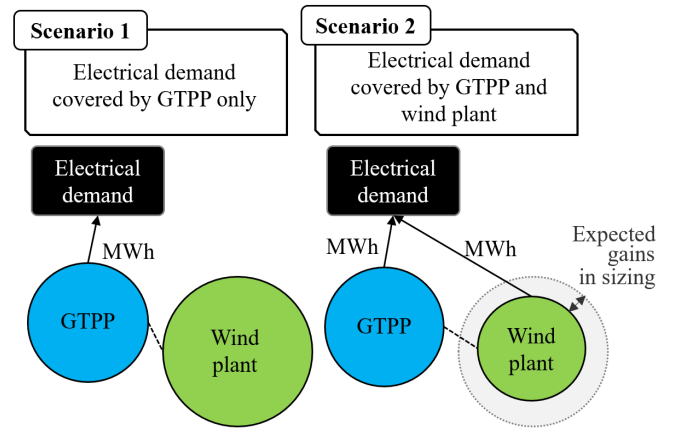 Scenario 1
Electrical demand
covered by GTPP only
Electrical
demand
MWh
GTPP
Wind
plant
Scenario 2
Electrical demand
covered by GTPP and
wind plant
Electrical
demand
MWh
MWh
Expected
gains
in sizing
GTPP
Wind
plant